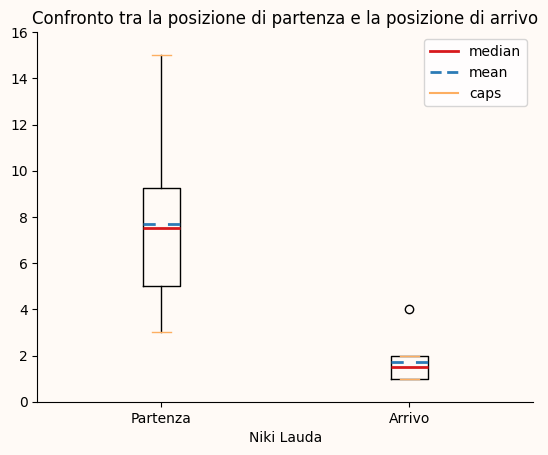 Confronto tra la posizione di partenza e la posizione di arrivo
16
14
12
10
8
6
4
2
0
median
mean
caps
Partenza
Arrivo
Niki Lauda